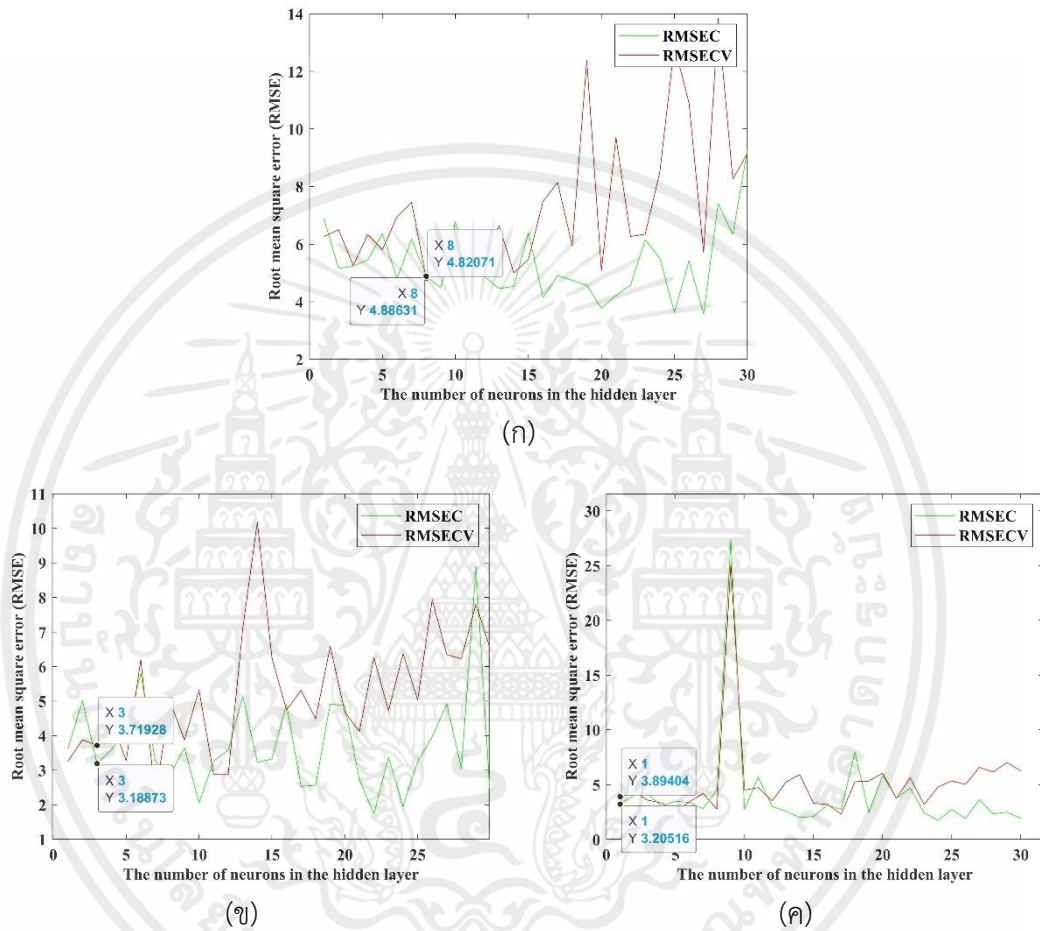 14
12
10
8
6
4
2
Root mean square error (RMSE)
RMSEC
RMSECV
X 8
Y 4.82071
X 8
Y 4.88631
0 5 10 15 20 25 30
The number of neurons in the hidden layer
(ก)
11
10
9
8
7
6
5
4
3
2
1
Root mean square error (RMSE)
RMSEC
RMSECV
X 3
Y 3.71928
X 3
Y 3.18873
0 5 10 15 20 25
The number of neurons in the hidden layer
(ข)
30
25
20
15
10
5
0
Root mean square error (RMSE)
RMSEC
RMSECV
X 1
Y 3.89404
X 1
Y 3.20516
0 5 10 15 20 25 30
The number of neurons in the hidden layer
(ค)